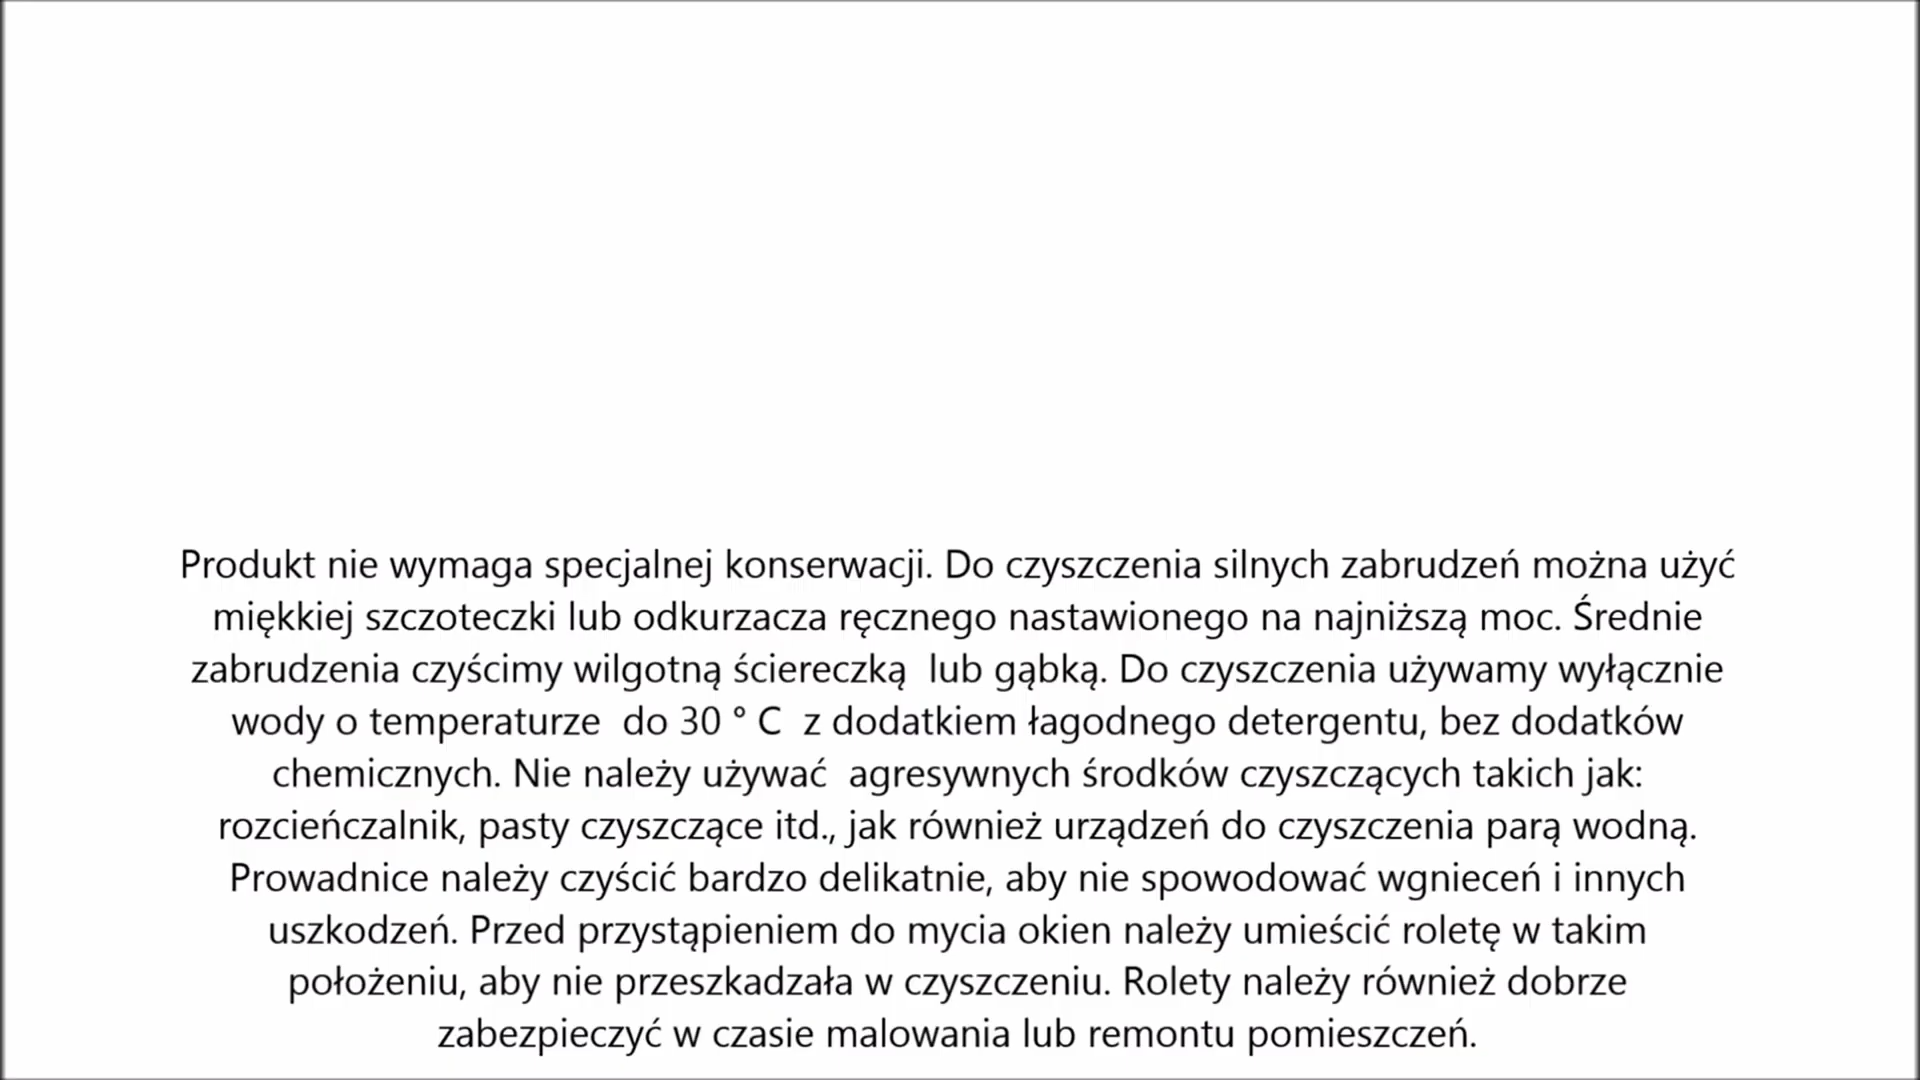 Produkt nie wymaga specjalnej konserwacji. Do czyszczenia silnych zabrudzeń można użyć
miękkiej szczoteczki lub odkurzacza ręcznego nastawionego na najniższą moc. Średnie
zabrudzenia czyścimy wilgotną ściereczką  lub gąbką. Do czyszczenia używamy wyłącznie
wody o temperaturze  do 30 ° C  z dodatkiem łagodnego detergentu, bez dodatków
chemicznych. Nie należy używać  agresywnych środków czyszczących takich jak:
rozcieńczalnik, pasty czyszczące itd., jak również urządzeń do czyszczenia parą wodną.
Prowadnice należy czyścić bardzo delikatnie, aby nie spowodować wgnieceń i innych
uszkodzeń. Przed przystąpieniem do mycia okien należy umieścić roletę w takim
położeniu, aby nie przeszkadzała w czyszczeniu. Rolety należy również dobrze
zabezpieczyć w czasie malowania lub remontu pomieszczeń.